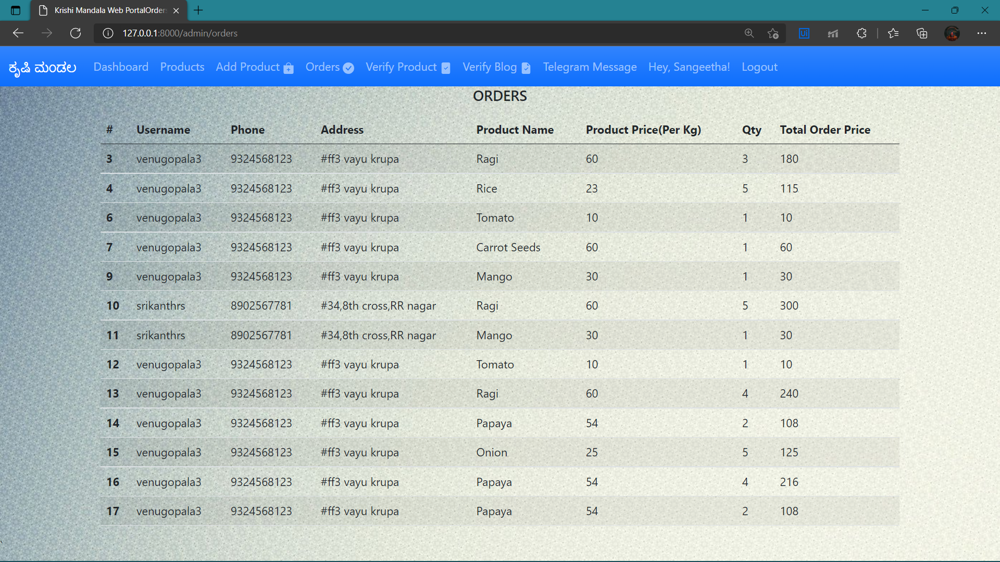 Krishi Mandala Web PortalOrders
127.0.0.1:8000/admin/orders
ಕೃಷಿ ಮಂಡಲ Dashboard Products Add Product Orders Verify Product Verify Blog Telegram Message Hey, Sangeetha! Logout
ORDERS
# Username Phone Address Product Name Product Price(Per Kg) Qty Total Order Price
3 venugopala3 9324568123 #ff3 vayu krupa Ragi 60 3 180
4 venugopala3 9324568123 #ff3 vayu krupa Rice 23 5 115
6 venugopala3 9324568123 #ff3 vayu krupa Tomato 10 1 10
7 venugopala3 9324568123 #ff3 vayu krupa Carrot Seeds 60 1 60
9 venugopala3 9324568123 #ff3 vayu krupa Mango 30 1 30
10 srikanthrs 8902567781 #34,8th cross,RR nagar Ragi 60 5 300
11 srikanthrs 8902567781 #34,8th cross,RR nagar Mango 30 1 30
12 venugopala3 9324568123 #ff3 vayu krupa Tomato 10 1 10
13 venugopala3 9324568123 #ff3 vayu krupa Ragi 60 4 240
14 venugopala3 9324568123 #ff3 vayu krupa Papaya 54 2 108
15 venugopala3 9324568123 #ff3 vayu krupa Onion 25 5 125
16 venugopala3 9324568123 #ff3 vayu krupa Papaya 54 4 216
17 venugopala3 9324568123 #ff3 vayu krupa Papaya 54 2 108
`